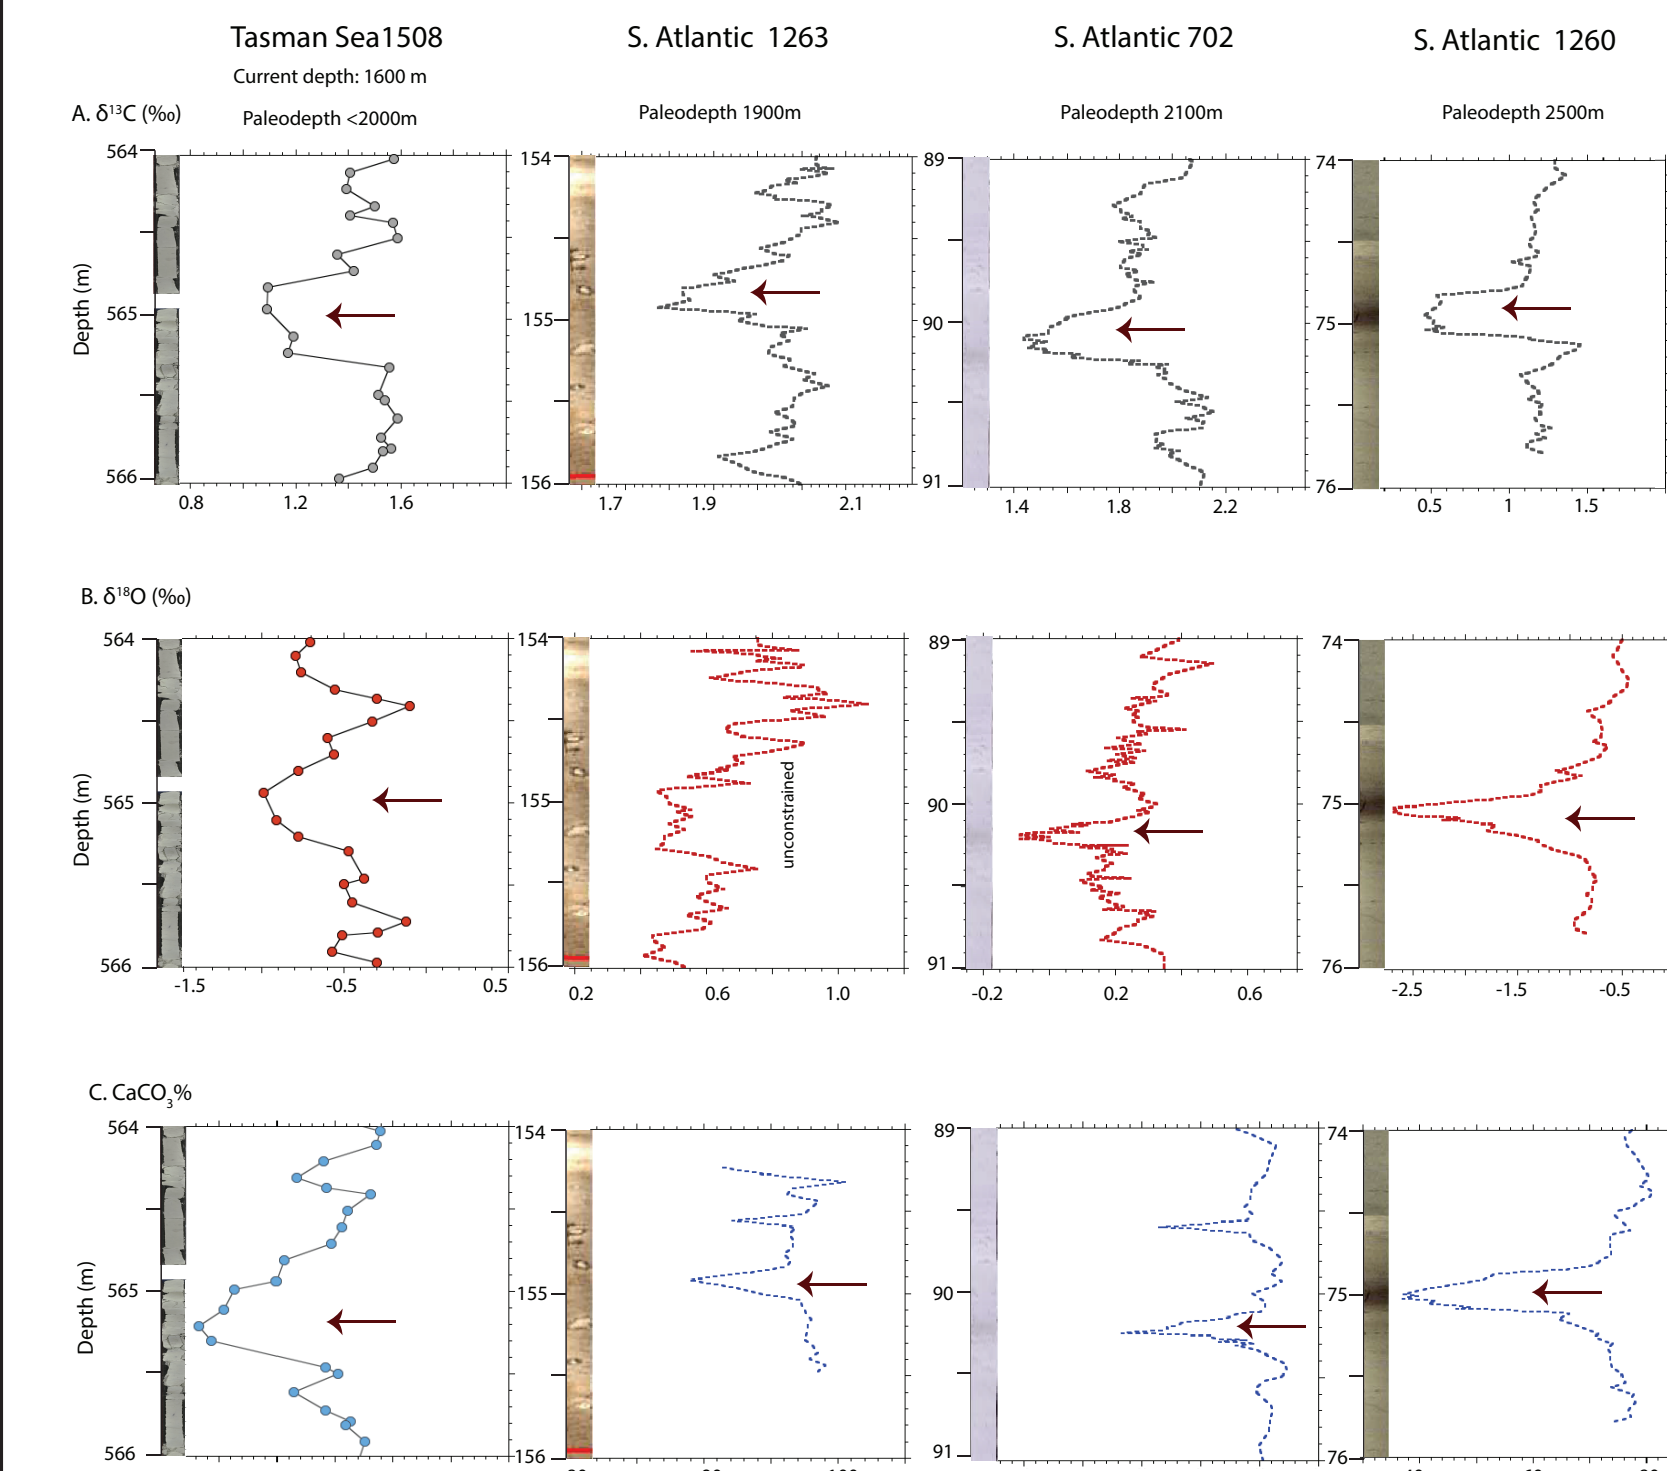 Tasman Sea1508
S. Atlantic 1263
S. Atlantic 702
S. Atlantic 1260
Current depth: 1600 m
Paleodepth <2000m
Paleodepth 1900m
Paleodepth 2100m
Paleodepth 2500m
A. δ¹³C (‰)
Depth (m)
564
565
566
0.8 1.2 1.6
154
155
156
1.7 1.9 2.1
89
90
91
1.4 1.8 2.2
74
75
76
0.5 1 1.5
B. δ¹⁸O (‰)
Depth (m)
564
565
566
-1.5 -0.5 0.5
154
155
156
unconstrained
0.2 0.6 1.0
89
90
91
-0.2 0.2 0.6
74
75
76
-2.5 -1.5 -0.5
C. CaCO₃%
Depth (m)
564
565
566
154
155
156
89
90
91
74
75
76